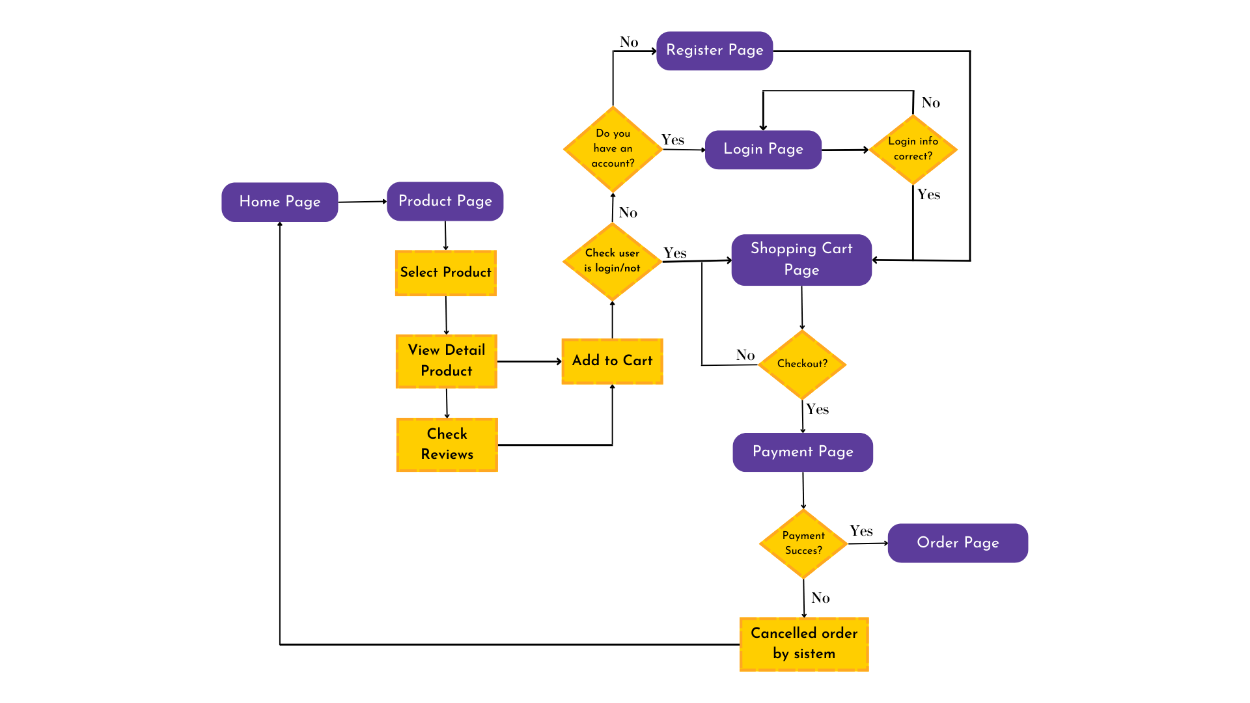 No
Register Page
No
Do you
have an
account?
Yes
Login Page
Login info
correct?
Yes
Home Page
Product Page
No
Select Product
Check user
is login/not
Yes
Shopping Cart
Page
View Detail
Product
Add to Cart
No
Checkout?
Yes
Check
Reviews
Payment Page
Payment
Succes?
Yes
Order Page
No
Cancelled order
by sistem